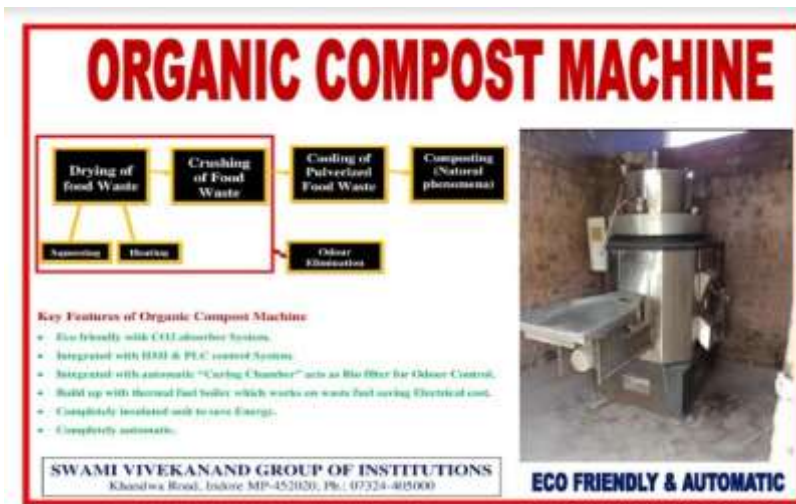 ORGANIC COMPOST MACHINE
Drying of
food Waste
Crushing
of Food
Waste
Cooling of
Pulverized
Food Waste
Composting
(Natural
phenomena)
Squeezing
Heating
Odour
Elimination
Key Features of Organic Compost Machine
Eco friendly with CO2 absorber System.
Integrated with HMI & PLC control System.
Integrated with automatic “Curing Chamber” acts as Bio filter for Odour Control.
Build up with thermal fuel boiler which works on waste fuel saving Electrical cost.
Completely insulated unit to save Energy.
Completely automatic.
SWAMI VIVEKANAND GROUP OF INSTITUTIONS
Khandwa Road, Indore MP-452020, Ph.: 07324-405000
ECO FRIENDLY & AUTOMATIC